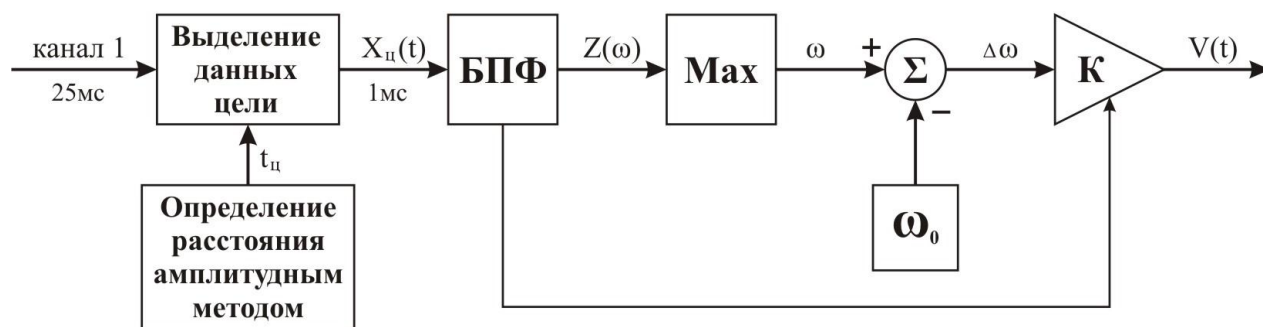 канал 1
25мс
Выделение
данных
цели
Xц(t)
1мс
БПФ
Z(ω)
Max
ω
+
Σ
−
Δω
К
V(t)
tц
Определение
расстояния
амплитудным
методом
ω₀